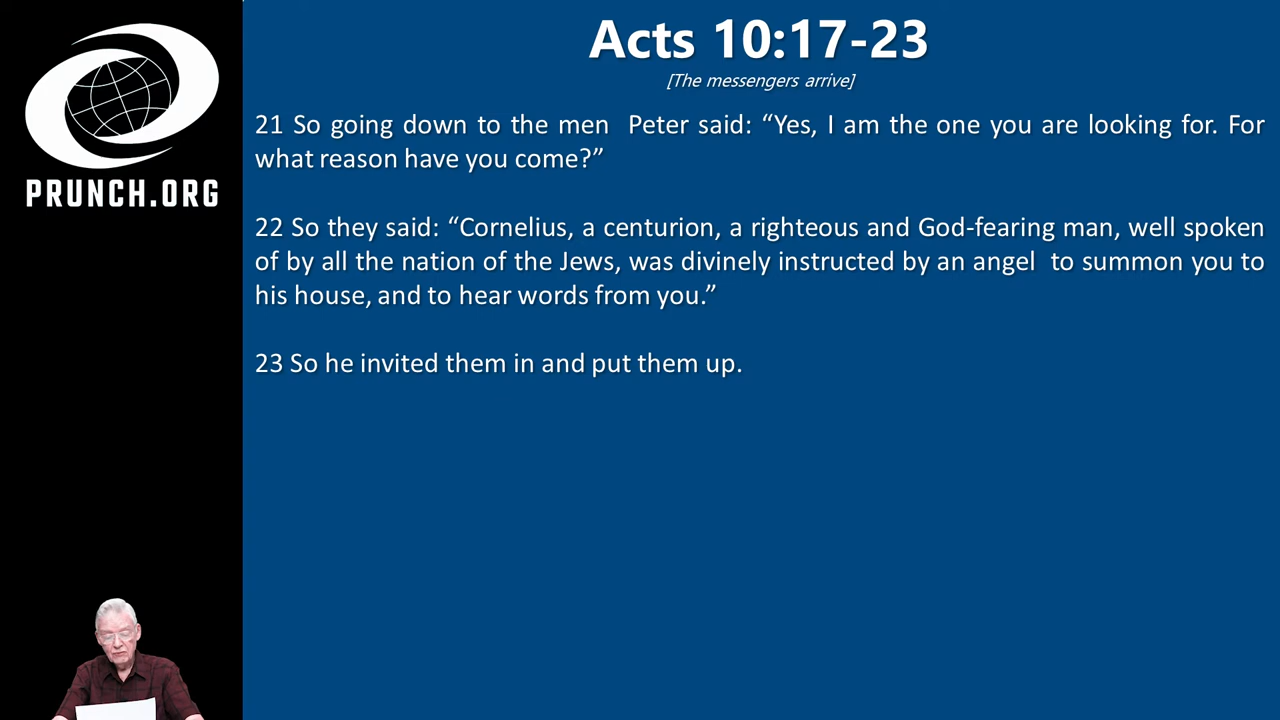 PRUNCH.ORG
Acts 10:17-23
[The messengers arrive]
21 So going down to the men  Peter said: “Yes, I am the one you are looking for. For
what reason have you come?”
22 So they said: “Cornelius, a centurion, a righteous and God-fearing man, well spoken
of by all the nation of the Jews, was divinely instructed by an angel  to summon you to
his house, and to hear words from you.”
23 So he invited them in and put them up.